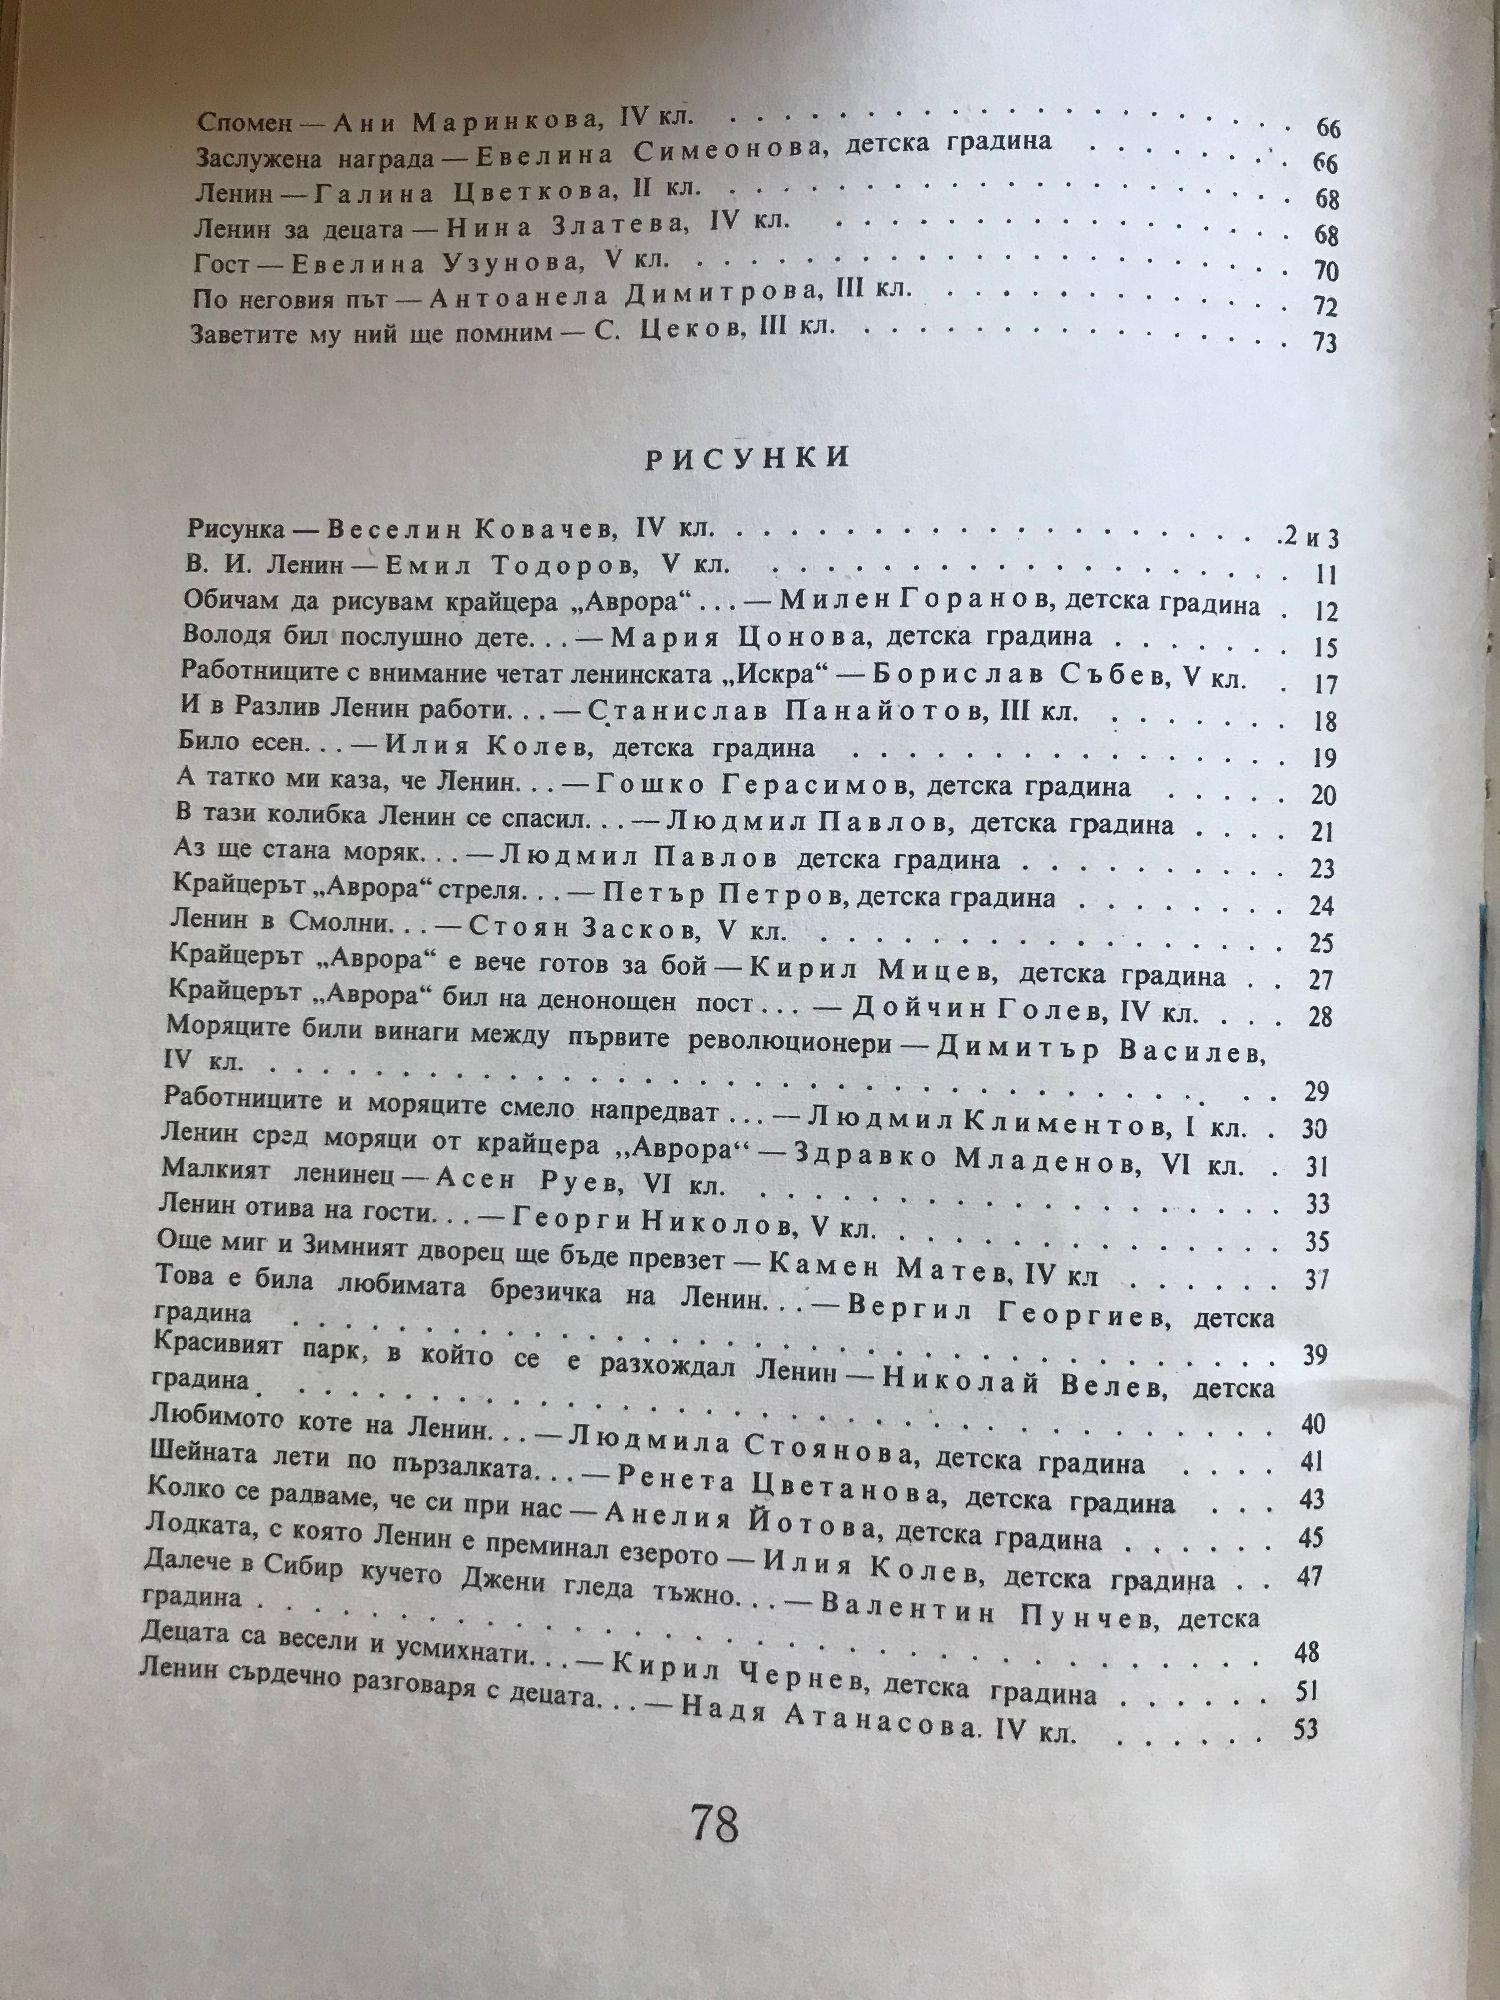 Спомен — Ани Маринкова, IV кл. . . . . . . . . . . . . . . . . . . 66
Заслужена награда — Евелина Симеонова, детска градина . . . . . . . . 66
Ленин — Галина Цветкова, II кл. . . . . . . . . . . . . . . . . . . 68
Ленин за децата — Нина Златева, IV кл. . . . . . . . . . . . . . . . 68
Гост — Евелина Узунова, V кл. . . . . . . . . . . . . . . . . . . . 70
По неговия път — Антоанела Димитрова, III кл. . . . . . . . . . . . . 72
Заветите му ний ще помним — С. Цеков, III кл. . . . . . . . . . . . . . 73
РИСУНКИ
Рисунка — Веселин Ковачев, IV кл. . . . . . . . . . . . . . . . . . . 2 и 3
В. И. Ленин — Емил Тодоров, V кл. . . . . . . . . . . . . . . . . . . 11
Обичам да рисувам крайцера „Аврора“ . . . — Милен Горанов, детска градина . 12
Володя бил послушно дете. . . — Мария Цонова, детска градина . . . . . . . 15
Работниците с внимание четат ленинската „Искра“ — Борислав Събев, V кл. . 17
И в Разлив Ленин работи. . . — Станислав Панайотов, III кл. . . . . . . . 18
Било есен. . . — Илия Колев, детска градина . . . . . . . . . . . . . . 19
А татко ми каза, че Ленин. . . — Гошко Герасимов, детска градина . . . . . 20
В тази колибка Ленин се спасил. . . — Людмил Павлов, детска градина . . . . 21
Аз ще стана моряк. . . — Людмил Павлов детска градина . . . . . . . . . . 23
Крайцерът „Аврора“ стреля. . . — Петър Петров, детска градина . . . . . . . . 24
Ленин в Смолни. . . — Стоян Засков, V кл. . . . . . . . . . . . . . . . . 25
Крайцерът „Аврора“ е вече готов за бой — Кирил Мицев, детска градина . . 27
Крайцерът „Аврора“ бил на денонощен пост . . . — Дойчин Голев, IV кл. . . . . 28
Моряците били винаги между първите революционери — Димитър Василев,
IV кл. . . . . . . . . . . . . . . . . . . . . . . . . . . . . . . . 29
Работниците и моряците смело напредват . . . — Людмил Климентов, I кл. . 30
Ленин сред моряци от крайцера „Аврора“ — Здравко Младенов, VI кл. . 31
Малкият ленинец — Асен Руев, VI кл. . . . . . . . . . . . . . . . . . . 33
Ленин отива на гости. . . — Георги Николов, V кл. . . . . . . . . . . . . . 35
Още миг и Зимният дворец ще бъде превзет — Камен Матев, IV кл . . . . . . 37
Това е била любимата брезичка на Ленин. . . — Вергил Георгиев, детска
градина . . . . . . . . . . . . . . . . . . . . . . . . . . . . . . 39
Красивият парк, в който се е разхождал Ленин — Николай Велев, детска
градина . . . . . . . . . . . . . . . . . . . . . . . . . . . . . . 40
Любимото коте на Ленин. . . — Людмила Стоянова, детска градина . . . . 41
Шейната лети по пързалката. . . — Ренета Цветанова, детска градина . . . 43
Колко се радваме, че си при нас — Анелия Йотова, детска градина . . . . . . 45
Лодката, с която Ленин е преминал езерото — Илия Колев, детска градина . . 47
Далече в Сибир кучето Джени гледа тъжно. . . — Валентин Пунчев, детска
градина . . . . . . . . . . . . . . . . . . . . . . . . . . . . . . 48
Децата са весели и усмихнати. . . — Кирил Чернев, детска градина . . . . . . 51
Ленин сърдечно разговаря с децата. . . — Надя Атанасова. IV кл. . . . . . . 53
78